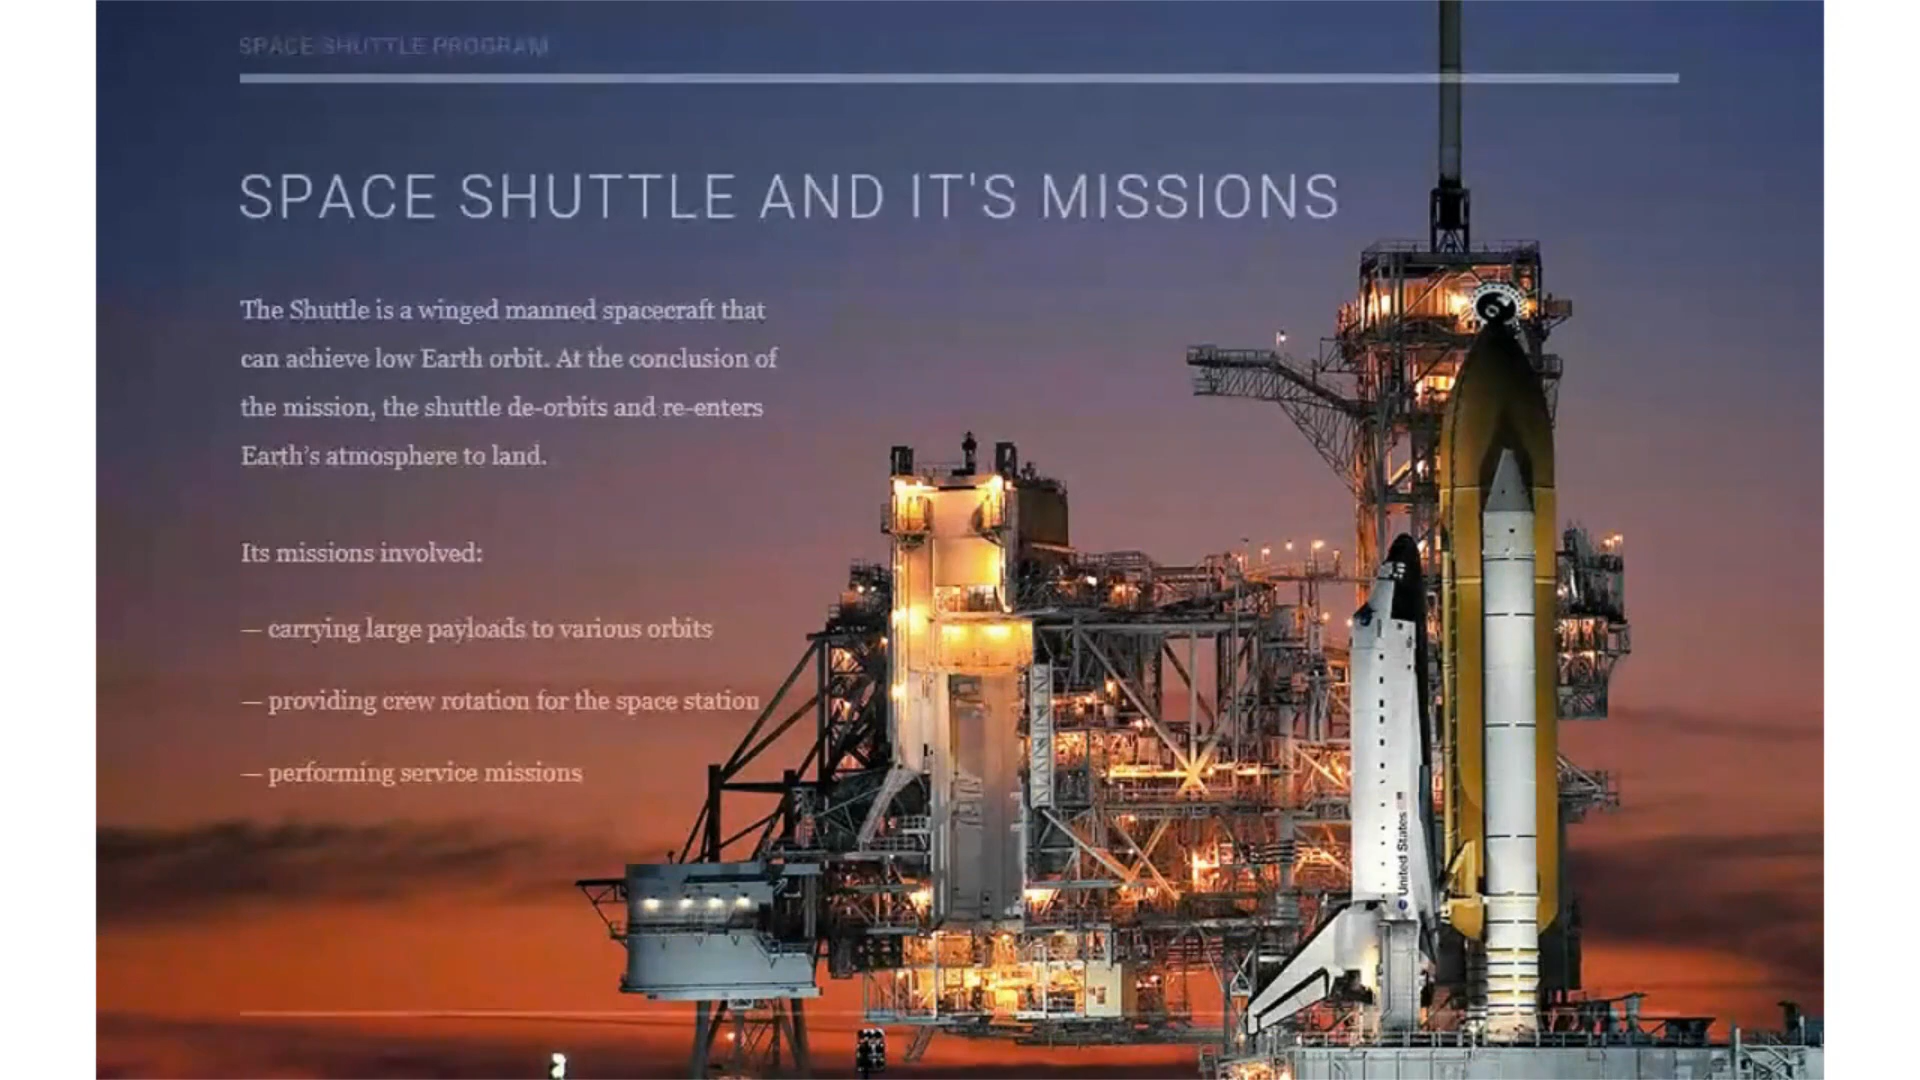 SPACE SHUTTLE PROGRAM
SPACE SHUTTLE AND IT'S MISSIONS
The Shuttle is a winged manned spacecraft that
can achieve low Earth orbit. At the conclusion of
the mission, the shuttle de-orbits and re-enters
Earth’s atmosphere to land.
Its missions involved:
— carrying large payloads to various orbits
— providing crew rotation for the space station
— performing service missions
United States